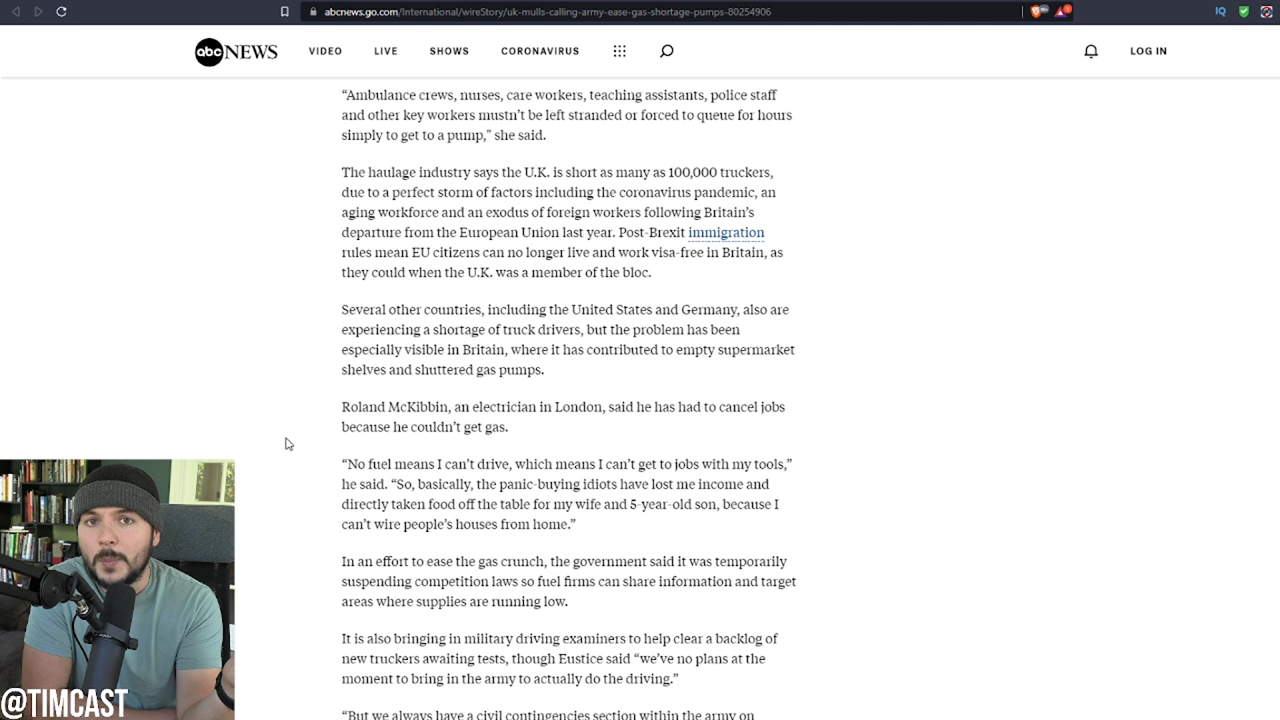 abcnews.go.com/International/wireStory/uk-mulls-calling-army-ease-gas-shortage-pumps-80254906
IQ
abc NEWS VIDEO LIVE SHOWS CORONAVIRUS LOG IN
“Ambulance crews, nurses, care workers, teaching assistants, police staff
and other key workers mustn’t be left stranded or forced to queue for hours
simply to get to a pump," she said.
The haulage industry says the U.K. is short as many as 100,000 truckers,
due to a perfect storm of factors including the coronavirus pandemic, an
aging workforce and an exodus of foreign workers following Britain’s
departure from the European Union last year. Post-Brexit immigration
rules mean EU citizens can no longer live and work visa-free in Britain, as
they could when the U.K. was a member of the bloc.
Several other countries, including the United States and Germany, also are
experiencing a shortage of truck drivers, but the problem has been
especially visible in Britain, where it has contributed to empty supermarket
shelves and shuttered gas pumps.
Roland McKibbin, an electrician in London, said he has had to cancel jobs
because he couldn’t get gas.
“No fuel means I can’t drive, which means I can’t get to jobs with my tools,”
he said. “So, basically, the panic-buying idiots have lost me income and
directly taken food off the table for my wife and 5-year-old son, because I
can’t wire people’s houses from home.”
In an effort to ease the gas crunch, the government said it was temporarily
suspending competition laws so fuel firms can share information and target
areas where supplies are running low.
It is also bringing in military driving examiners to help clear a backlog of
new truckers awaiting tests, though Eustice said “we’ve no plans at the
moment to bring in the army to actually do the driving.”
“But we always have a civil contingencies section within the army on
@TIMCAST